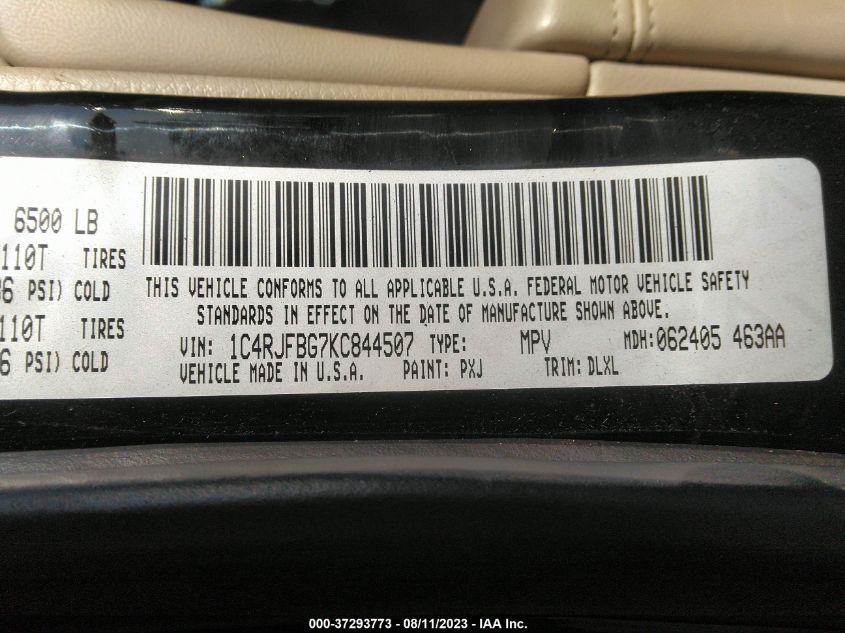 6500 LB
110T TIRES
6 PSI) COLD
110T TIRES
6 PSI) COLD
THIS VEHICLE CONFORMS TO ALL APPLICABLE U.S.A. FEDERAL MOTOR VEHICLE SAFETY
STANDARDS IN EFFECT ON THE DATE OF MANUFACTURE SHOWN ABOVE.
VIN: 1C4RJFBG7KC844507 TYPE: MPV MDH:062405 463AA
VEHICLE MADE IN U.S.A. PAINT: PXJ TRIM: DLXL
000-37293773 - 08/11/2023 - IAA Inc.